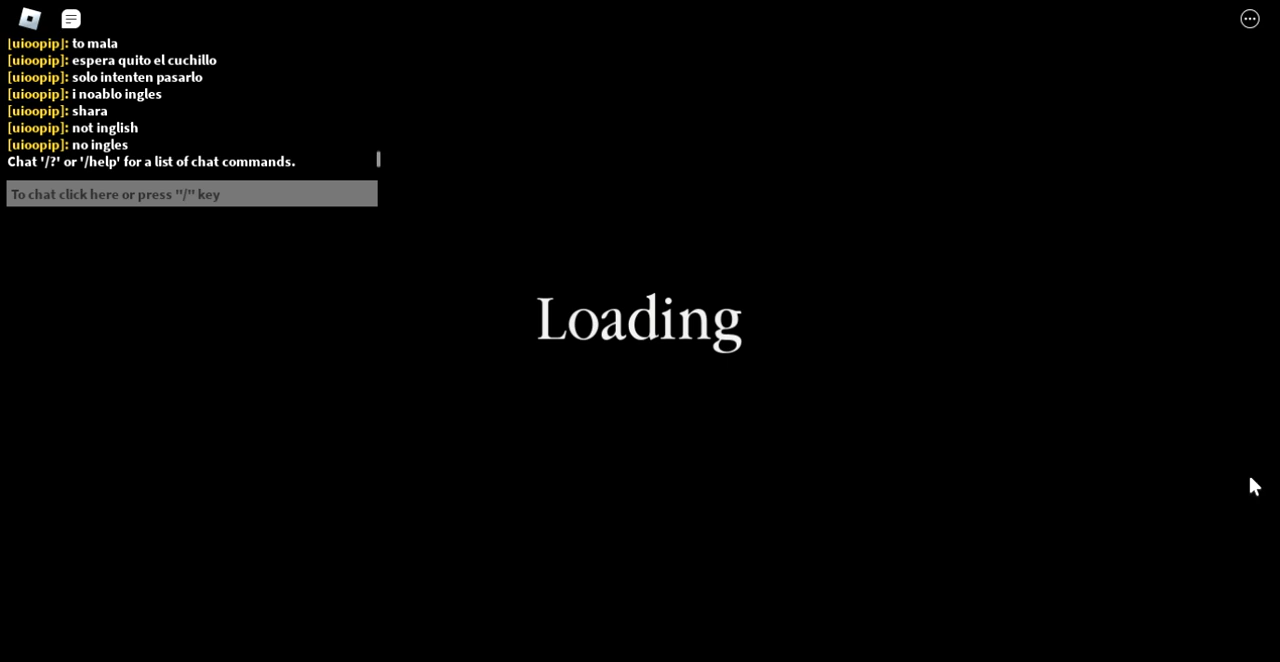 [uioopip]: to mala
[uioopip]: espera quito el cuchillo
[uioopip]: solo intenten pasarlo
[uioopip]: i noablo ingles
[uioopip]: shara
[uioopip]: not inglish
[uioopip]: no ingles
Chat '/?' or '/help' for a list of chat commands.
To chat click here or press "/" key
Loading